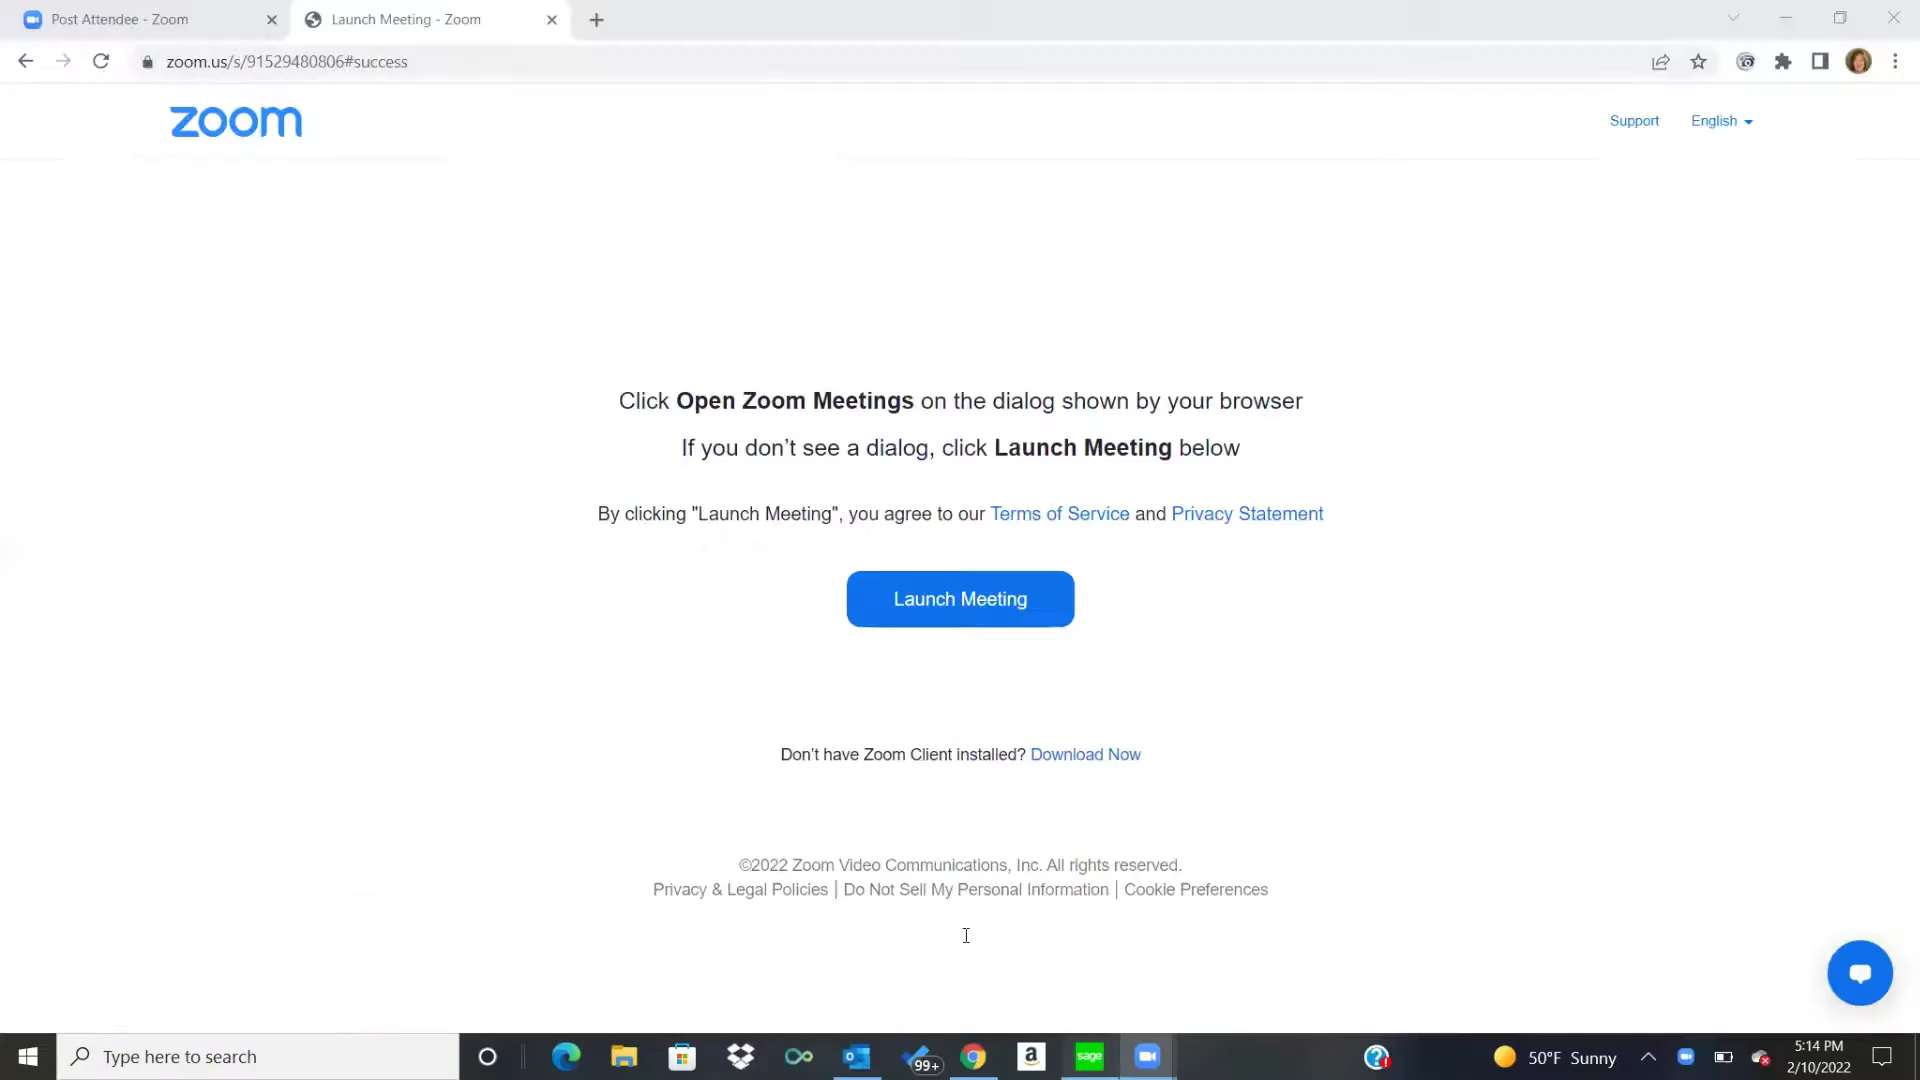 Post Attendee - Zoom
Launch Meeting - Zoom
zoom.us/s/91529480806#success
zoom
Support
English
Click Open Zoom Meetings on the dialog shown by your browser
If you don’t see a dialog, click Launch Meeting below
By clicking "Launch Meeting", you agree to our Terms of Service and Privacy Statement
Launch Meeting
Don’t have Zoom Client installed? Download Now
©2022 Zoom Video Communications, Inc. All rights reserved.
Privacy & Legal Policies | Do Not Sell My Personal Information | Cookie Preferences
Type here to search
99+
a
sage
50°F Sunny
5:14 PM
2/10/2022